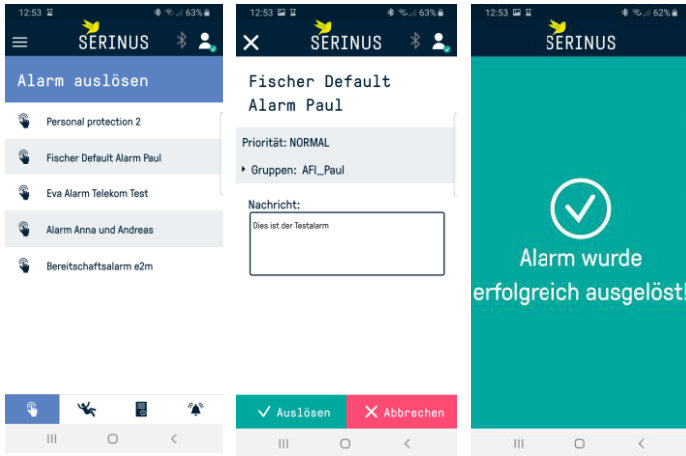 12:53 63%
SERINUS
Alarm auslösen
Personal protection 2
Fischer Default Alarm Paul
Eva Alarm Telekom Test
Alarm Anna und Andreas
Bereitschaftsalarm e2m
12:53 63%
SERINUS
Fischer Default
Alarm Paul
Priorität: NORMAL
Gruppen: AFI_Paul
Nachricht:
Dies ist der Testalarm
Auslösen Abbrechen
12:53 62%
SERINUS
Alarm wurde
erfolgreich ausgelöst!